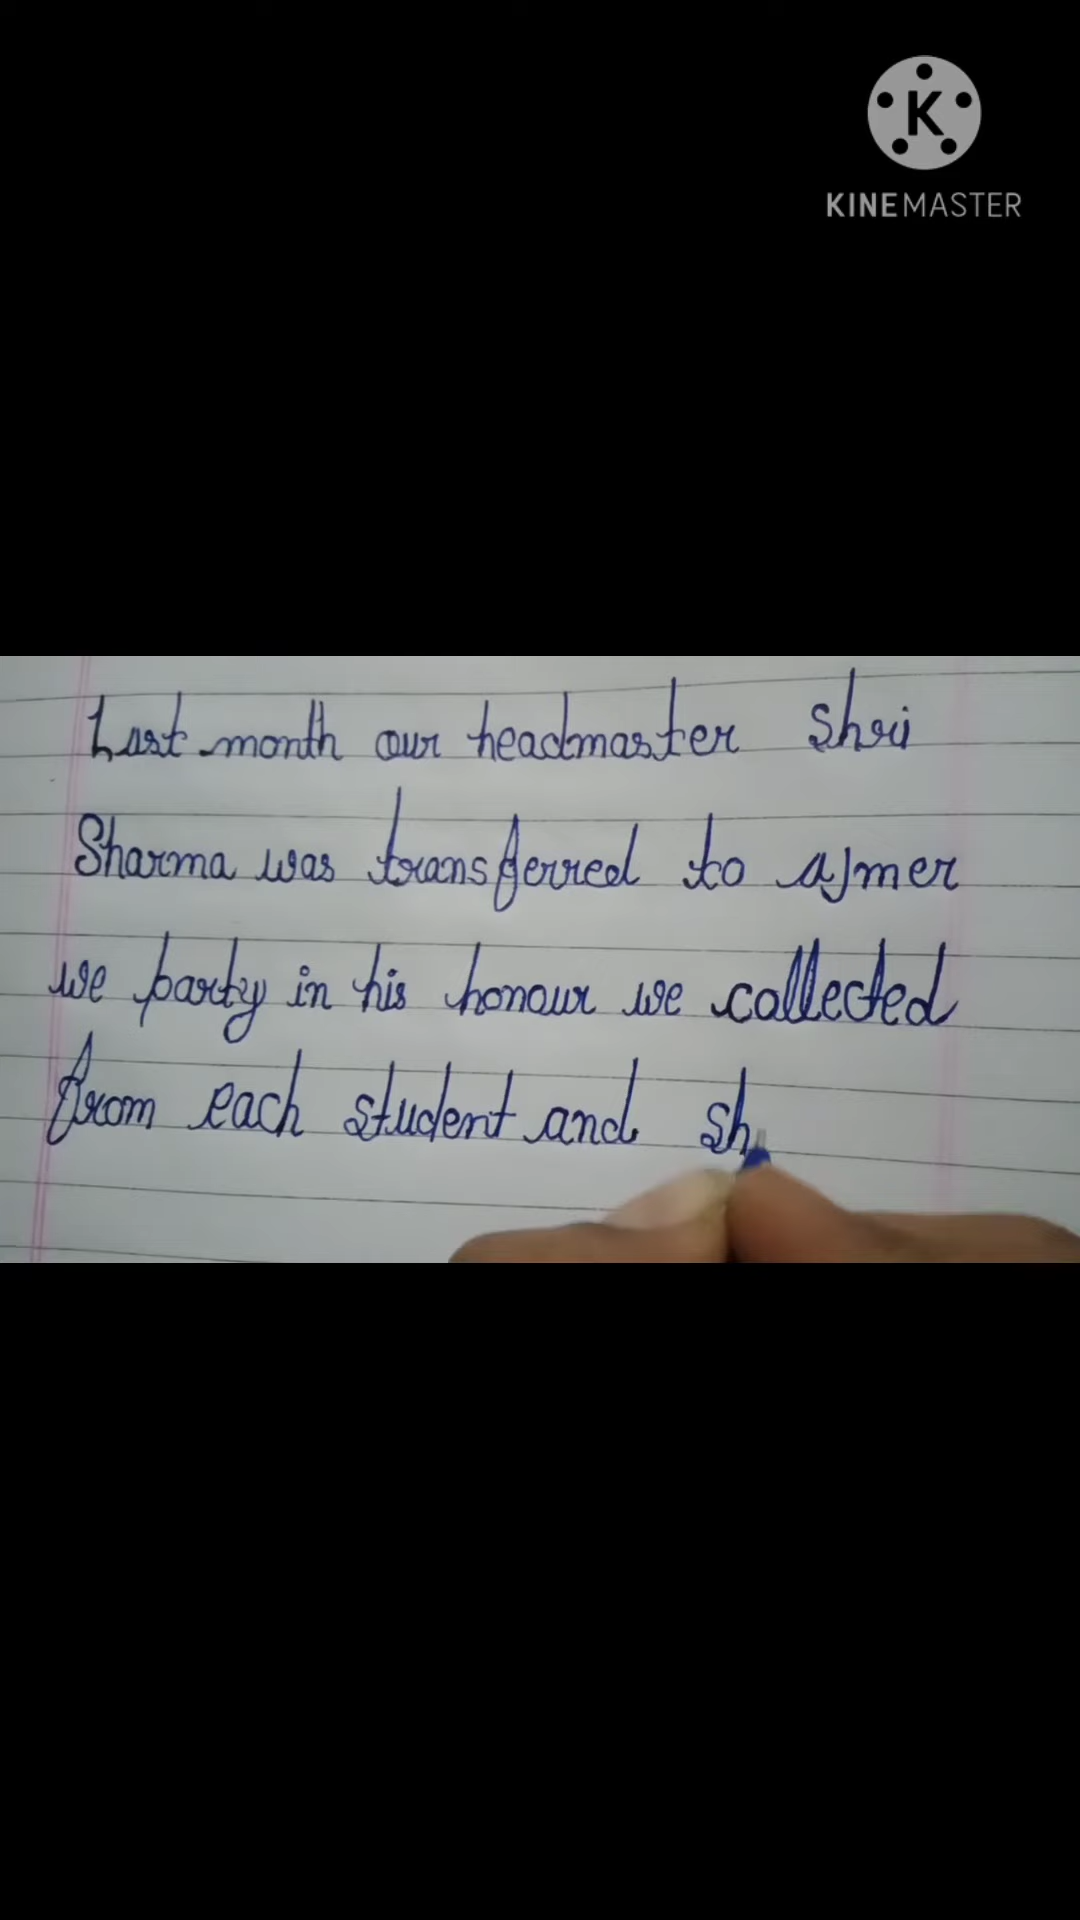 KINEMASTER
Last month our headmaster Shri
Sharma was transferred to ajmer
we party in his honour we collected
from each student and sh